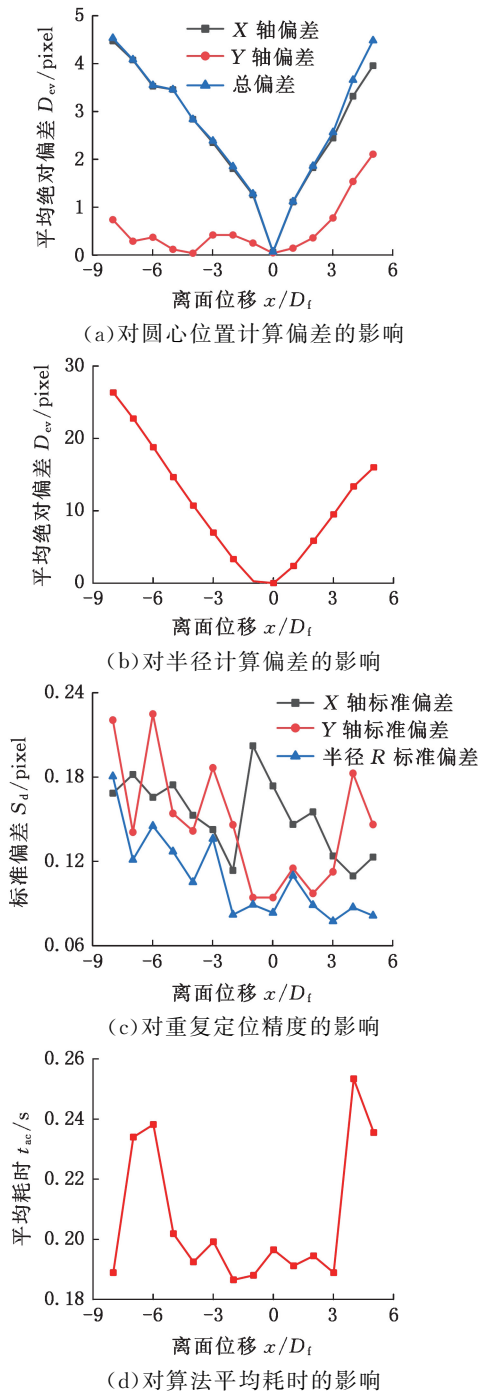 5
4
3
2
1
0
平均绝对偏差 Dev/pixel
X 轴偏差
Y 轴偏差
总偏差
−9 −6 −3 0 3 6
离面位移 x/Df
(a)对圆心位置计算偏差的影响
30
20
10
0
平均绝对偏差 Dev/pixel
−9 −6 −3 0 3 6
离面位移 x/Df
(b)对半径计算偏差的影响
0.24
0.18
0.12
0.06
标准偏差 Sd/pixel
X 轴标准偏差
Y 轴标准偏差
半径 R 标准偏差
−9 −6 −3 0 3 6
离面位移 x/Df
(c)对重复定位精度的影响
0.26
0.24
0.22
0.20
0.18
平均耗时 tac/s
−9 −6 −3 0 3 6
离面位移 x/Df
(d)对算法平均耗时的影响